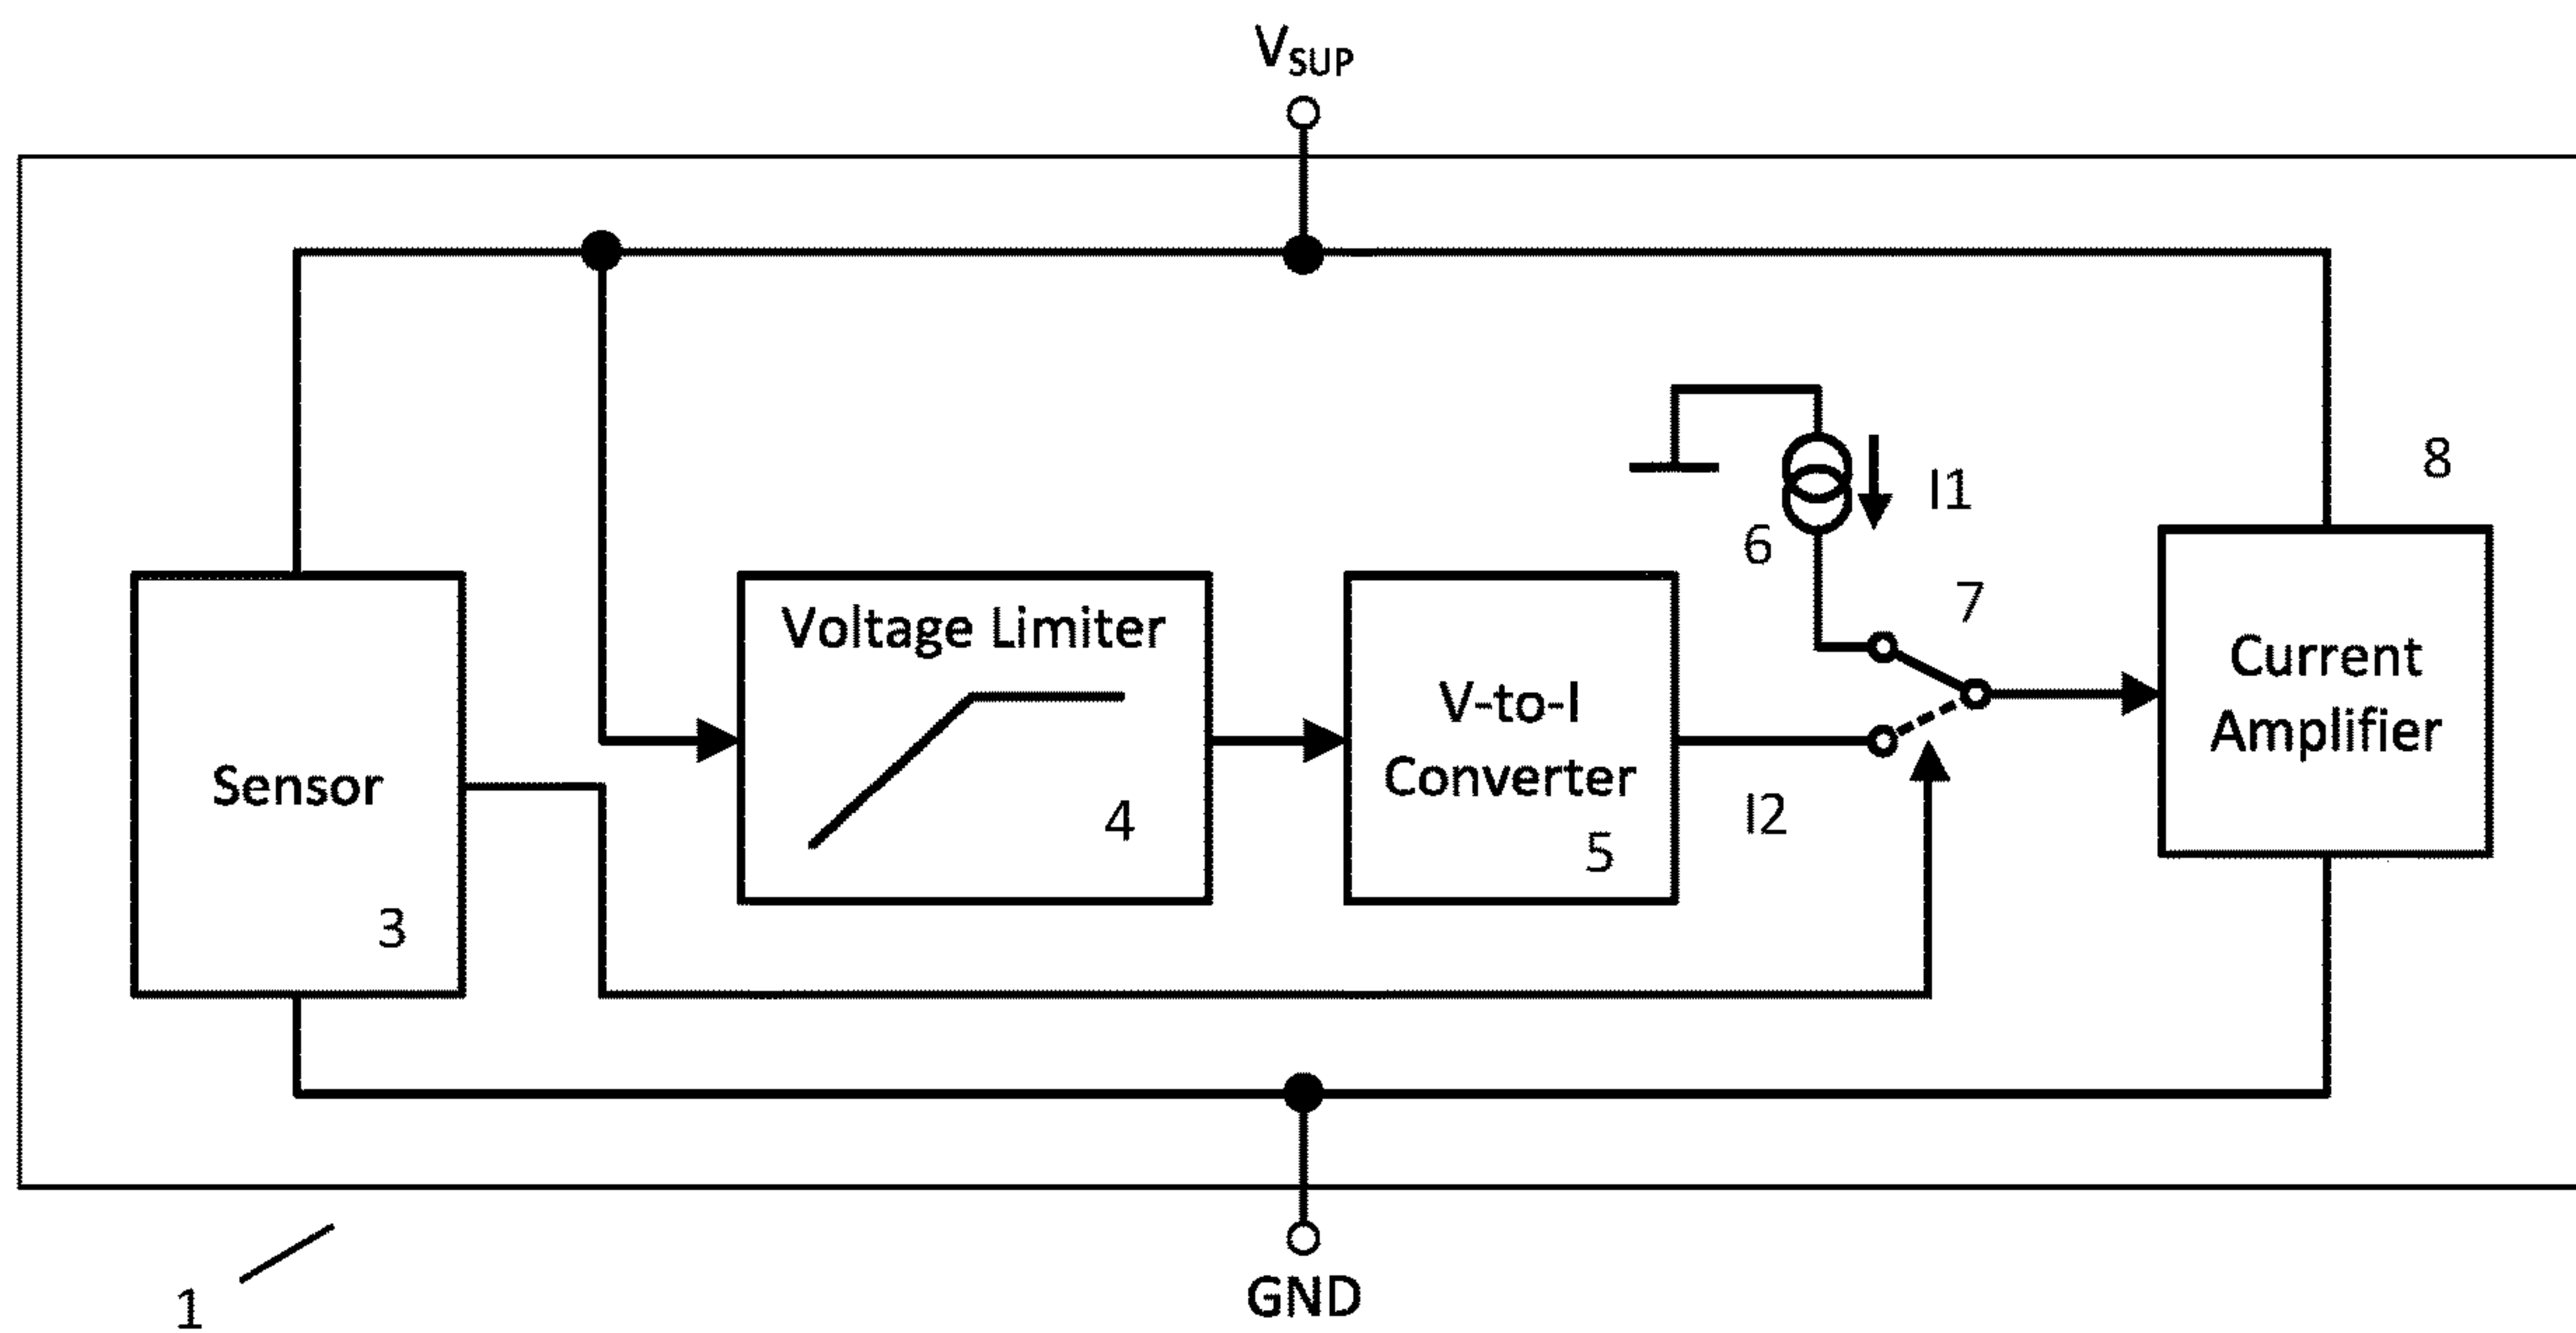 VSUP
I1
8
6
7
Voltage Limiter
4
V-to-I
Converter
5
I2
Current
Amplifier
Sensor
3
1
GND